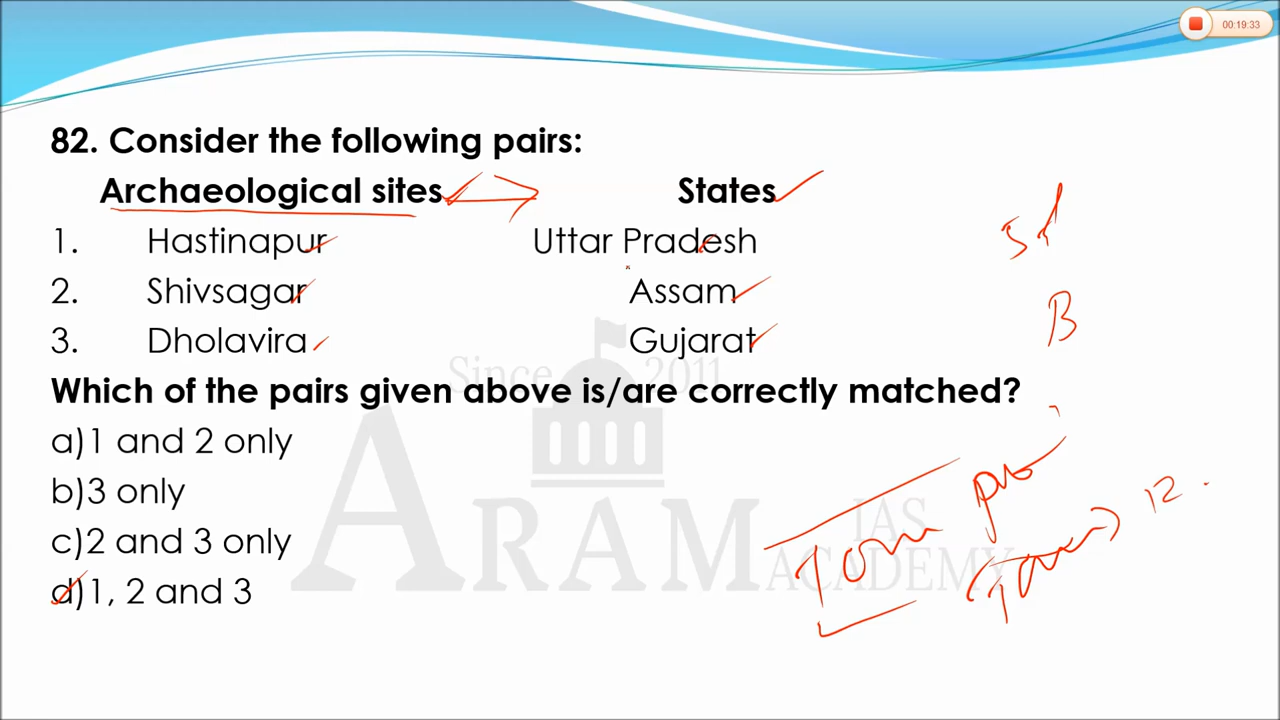 00:19:33
82. Consider the following pairs:
Archaeological sites States
1. Hastinapur Uttar Pradesh
2. Shivsagar Assam
3. Dholavira Gujarat
Since 2011
Which of the pairs given above is/are correctly matched?
a)1 and 2 only
b)3 only
c)2 and 3 only
d)1, 2 and 3
ARAM IAS
ACADEMY
B
12